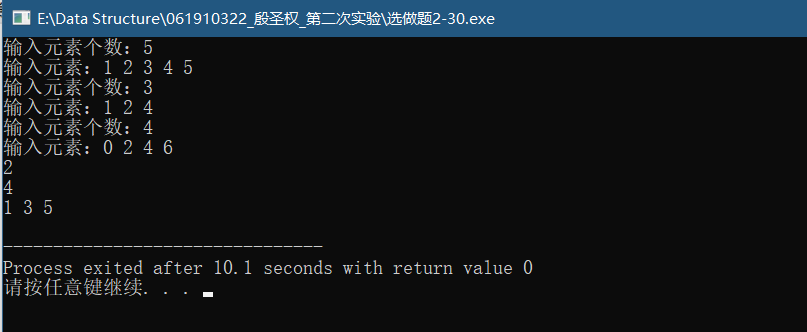 E:\Data Structure\061910322_殷圣权_第二次实验\选做题2-30.exe
输入元素个数：5
输入元素：1 2 3 4 5
输入元素个数：3
输入元素：1 2 4
输入元素个数：4
输入元素：0 2 4 6
2
4
1 3 5
--------------------------------
Process exited after 10.1 seconds with return value 0
请按任意键继续. . .